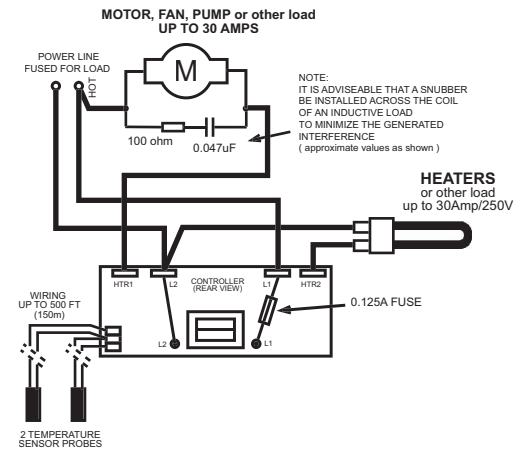 MOTOR, FAN, PUMP or other load
UP TO 30 AMPS
POWER LINE
FUSED FOR LOAD
HOT
M
NOTE:
IT IS ADVISEABLE THAT A SNUBBER
BE INSTALLED ACROSS THE COIL
OF AN INDUCTIVE LOAD
TO MINIMIZE THE GENERATED
INTERFERENCE
( approximate values as shown )
100 ohm
0.047uF
HEATERS
or other load
up to 30Amp/250V
HTR1
L2
CONTROLLER
(REAR VIEW)
L1
HTR2
WIRING
UP TO 500 FT
(150m)
0.125A FUSE
L2
L1
2 TEMPERATURE
SENSOR PROBES